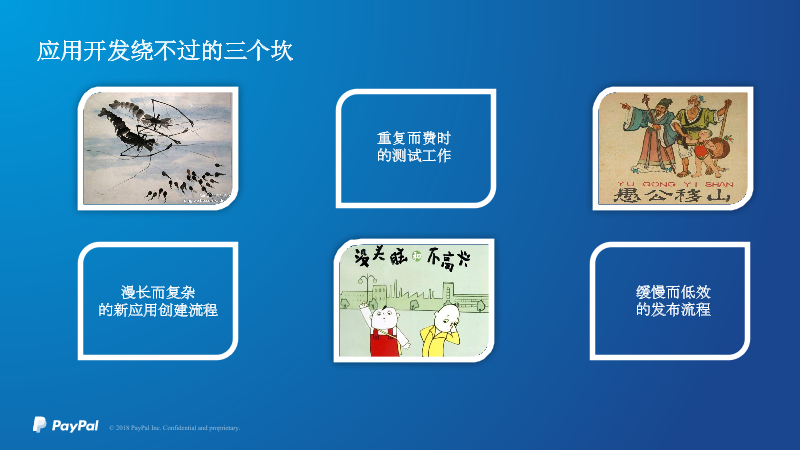 应用开发绕不过的三个坎
重复而费时
的测试工作
YU GONG YI SHAN
愚公移山
漫长而复杂
的新应用创建流程
没头脑和不高兴
缓慢而低效
的发布流程
PayPal
© 2018 PayPal Inc. Confidential and proprietary.